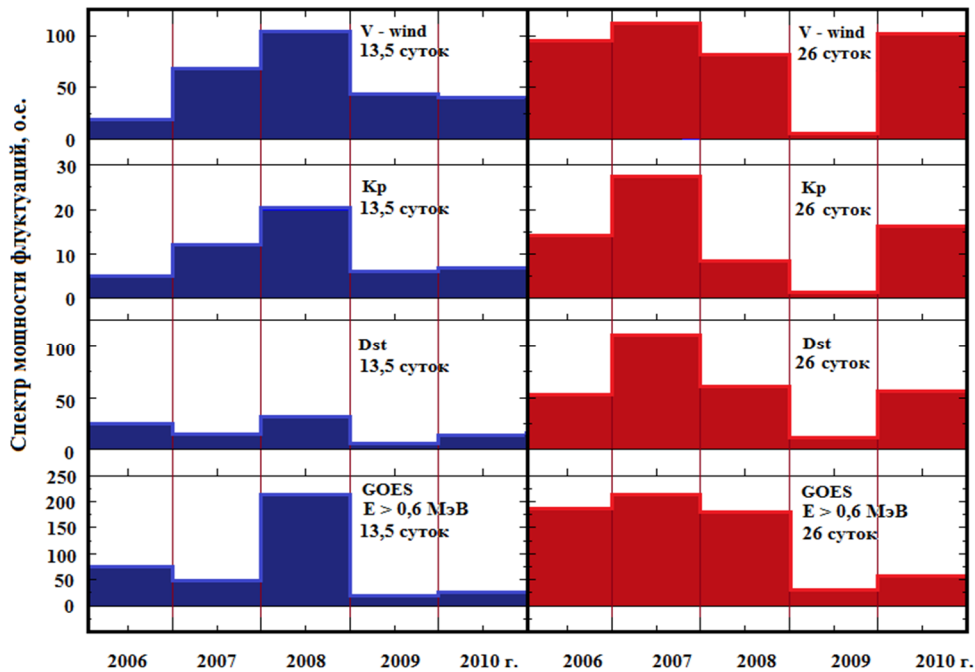 Спектр мощности флуктуаций, о.е.
100
50
0
V - wind
13,5 суток
V - wind
26 суток
30
20
10
0
Kp
13,5 суток
Kp
26 суток
100
50
0
Dst
13,5 суток
Dst
26 суток
250
200
150
100
50
0
GOES
E > 0,6 МэВ
13,5 суток
GOES
E > 0,6 МэВ
26 суток
2006 2007 2008 2009 2010 г. 2006 2007 2008 2009 2010 г.